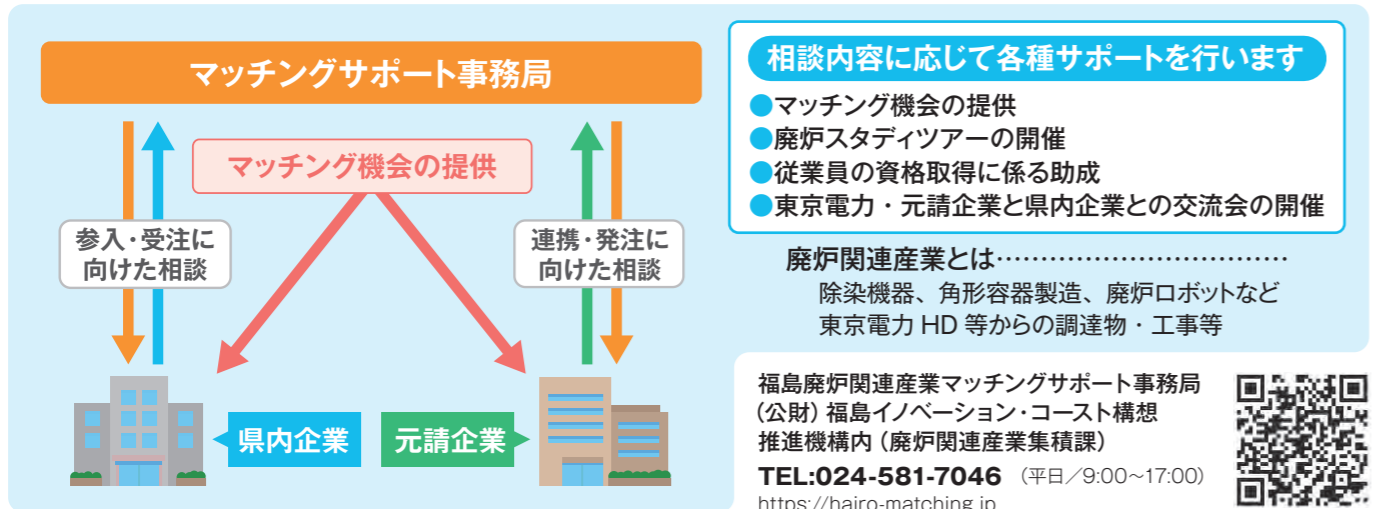 マッチングサポート事務局
マッチング機会の提供
参入・受注に
向けた相談
連携・発注に
向けた相談
県内企業
元請企業
相談内容に応じて各種サポートを行います
●マッチング機会の提供
●廃炉スタディツアーの開催
●従業員の資格取得に係る助成
●東京電力・元請企業と県内企業との交流会の開催
廃炉関連産業とは……………………………
除染機器、角形容器製造、廃炉ロボットなど
東京電力 HD 等からの調達物・工事等
福島廃炉関連産業マッチングサポート事務局
（公財）福島イノベーション・コースト構想
推進機構内（廃炉関連産業集積課）
TEL:024-581-7046 （平日／9:00～17:00）
https://hairo-matching.jp